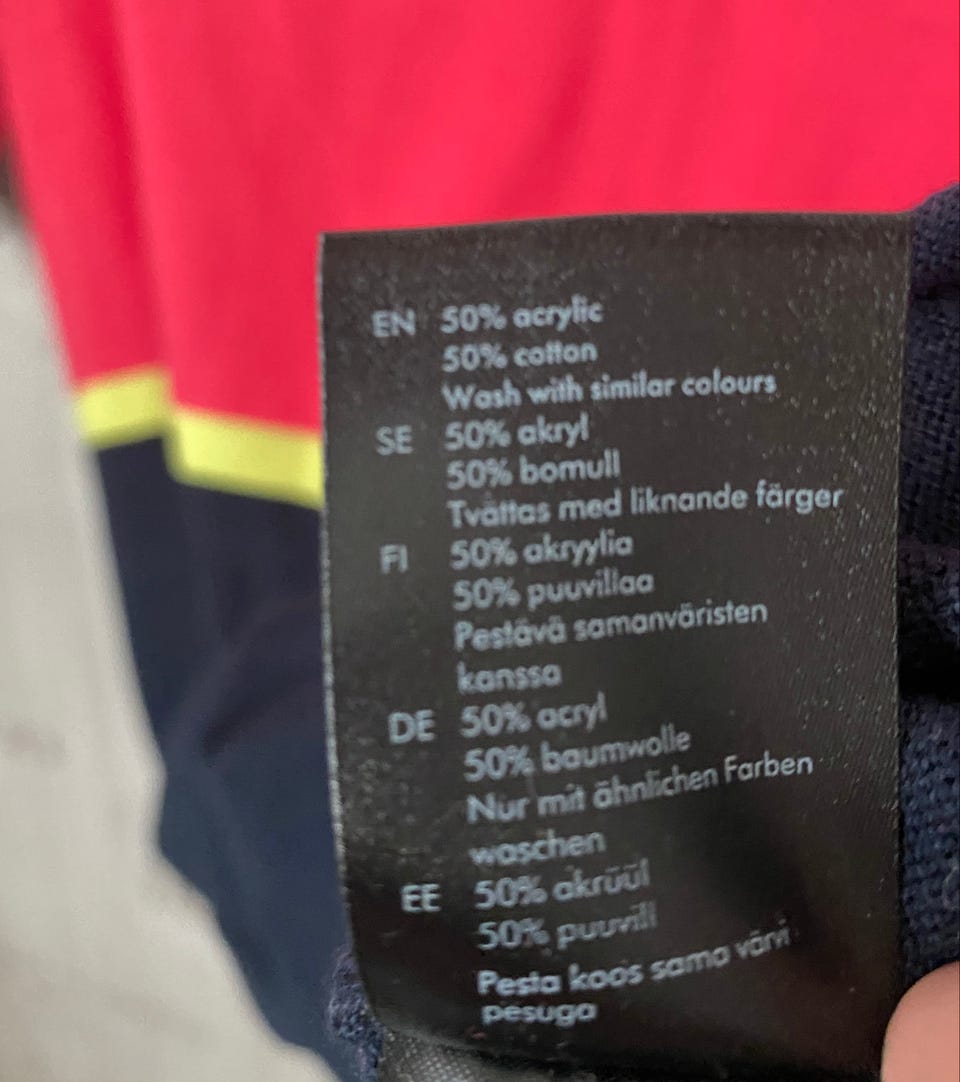 EN 50% acrylic
50% cotton
Wash with similar colours
SE 50% akryl
50% bomull
Tvättas med liknande färger
FI 50% akryylia
50% puuvillaa
Pestävä samanväristen
kanssa
DE 50% acryl
50% baumwolle
Nur mit ähnlichen Farben
waschen
EE 50% akrüül
50% puuvill
Pesta koos sama värvi
pesuga